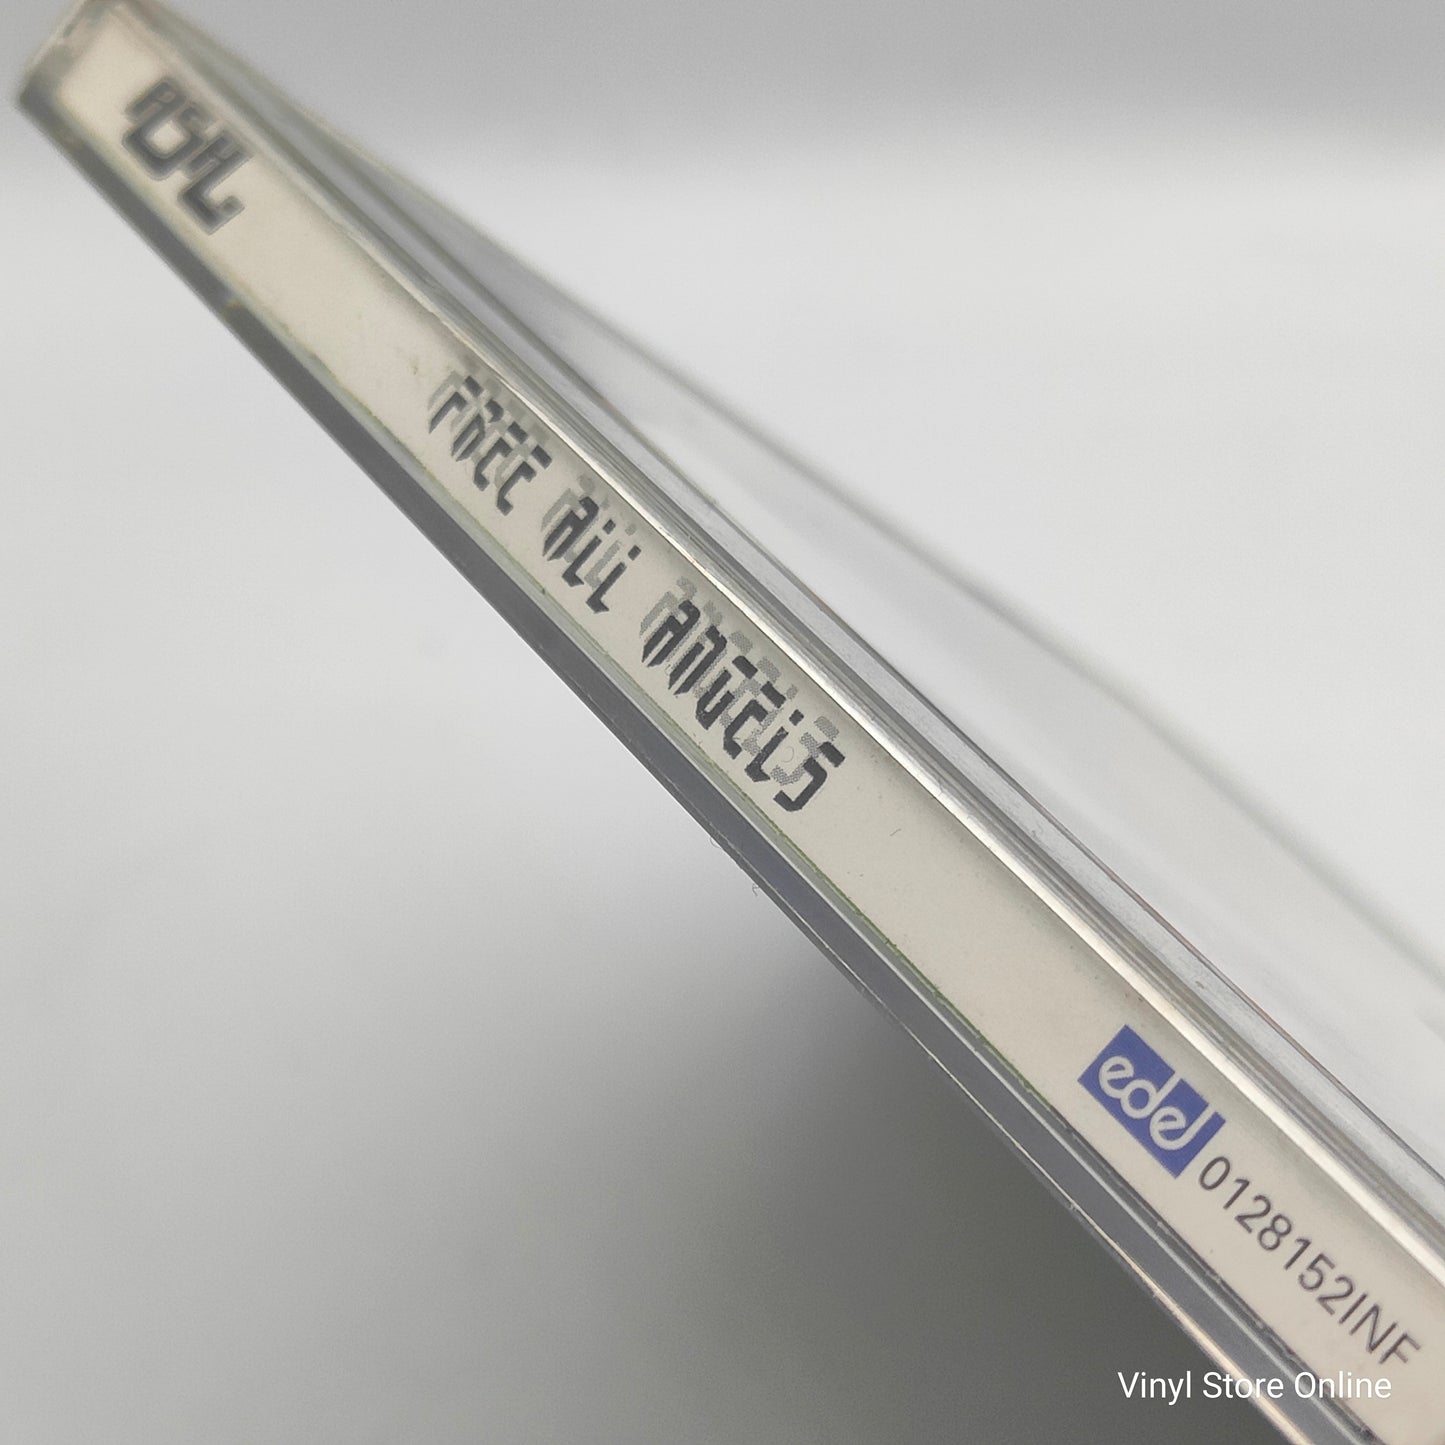 ASH
FREE ALL ANGELS
edel
0128152INF
Vinyl Store Online